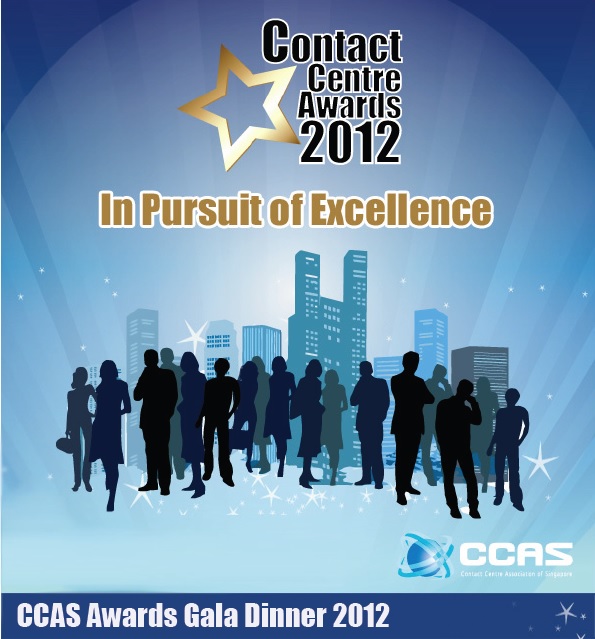 Contact
Centre
Awards
2012
In Pursuit of Excellence
CCAS
Contact Centre Association of Singapore
CCAS Awards Gala Dinner 2012